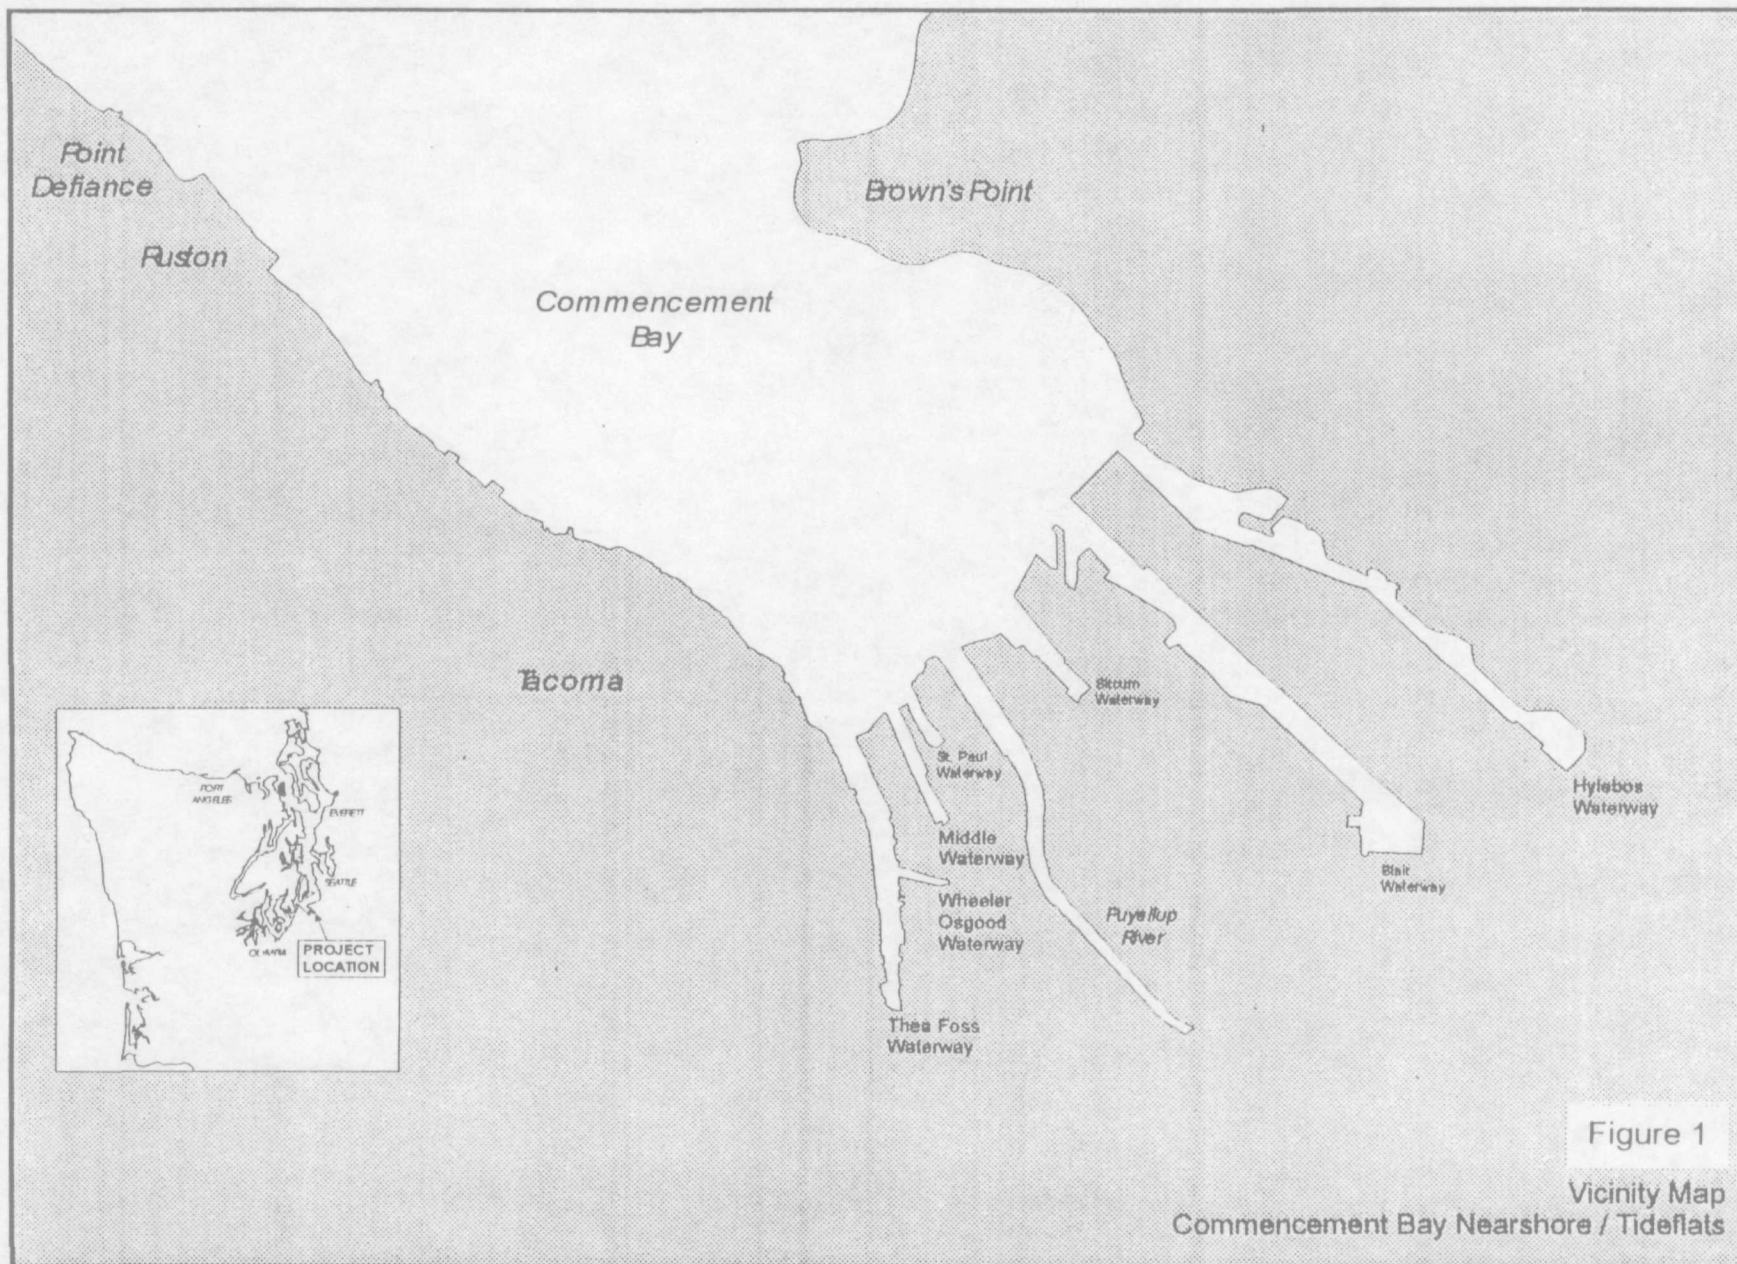 Point
Defiance
Ruston
Brown's Point
Commencement
Bay
Tacoma
Sitcum
Waterway
St. Paul
Waterway
Middle
Waterway
Wheeler
Osgood
Waterway
Thea Foss
Waterway
Puyallup
River
Blair
Waterway
Hylebos
Waterway
PORT
ANGELES
EVERETT
SEATTLE
OLYMPIA
PROJECT
LOCATION
Figure 1
Vicinity Map
Commencement Bay Nearshore / Tideflats